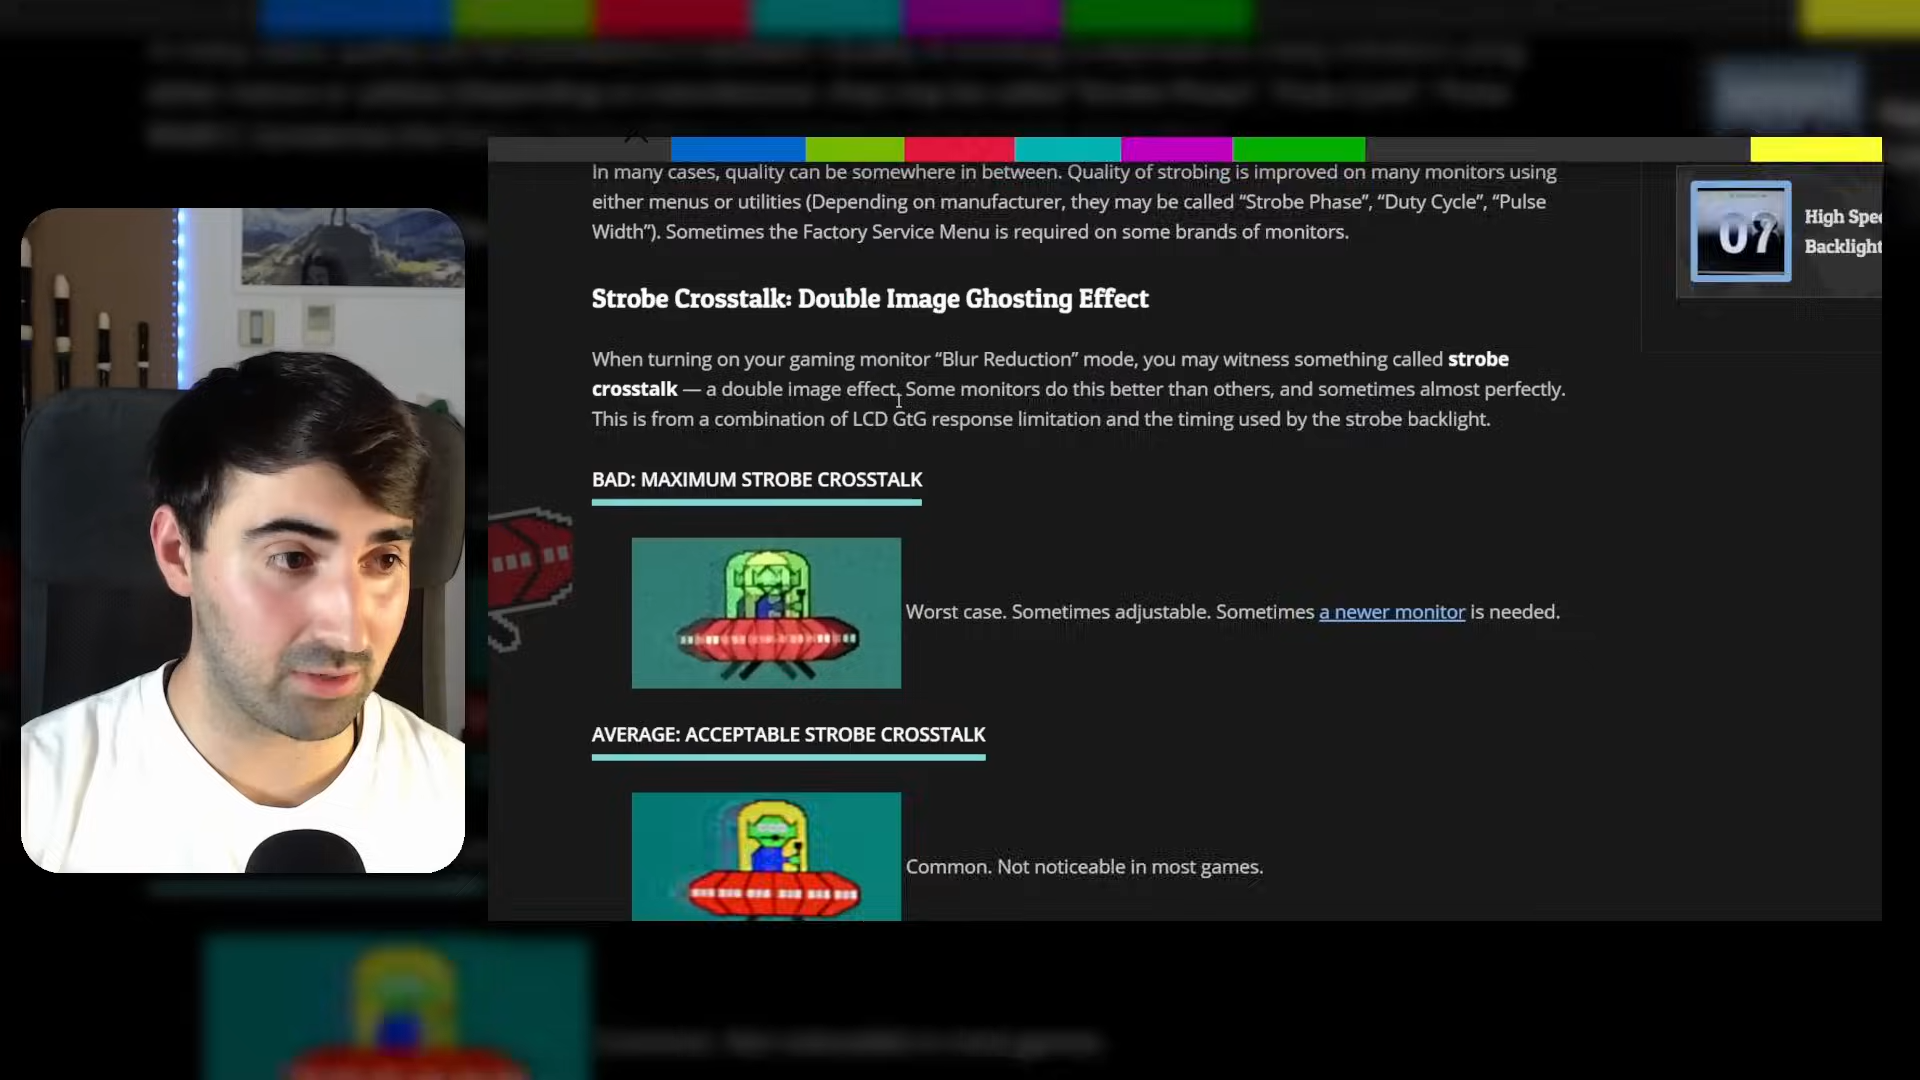 In many cases, quality can be somewhere in between. Quality of strobing is improved on many monitors using
either menus or utilities (Depending on manufacturer, they may be called “Strobe Phase”, “Duty Cycle”, “Pulse
Width”). Sometimes the Factory Service Menu is required on some brands of monitors.
07
High Spee
Backlight
Strobe Crosstalk: Double Image Ghosting Effect
When turning on your gaming monitor “Blur Reduction” mode, you may witness something called strobe
crosstalk — a double image effect. Some monitors do this better than others, and sometimes almost perfectly.
This is from a combination of LCD GtG response limitation and the timing used by the strobe backlight.
BAD: MAXIMUM STROBE CROSSTALK
Worst case. Sometimes adjustable. Sometimes a newer monitor is needed.
AVERAGE: ACCEPTABLE STROBE CROSSTALK
Common. Not noticeable in most games.